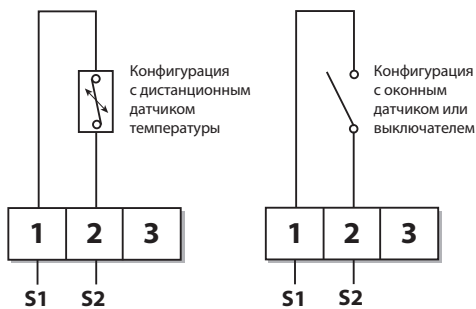 Конфигурация
с дистанционным
датчиком
температуры
1 2 3
S1 S2
Конфигурация
с оконным
датчиком или
выключателем
1 2 3
S1 S2